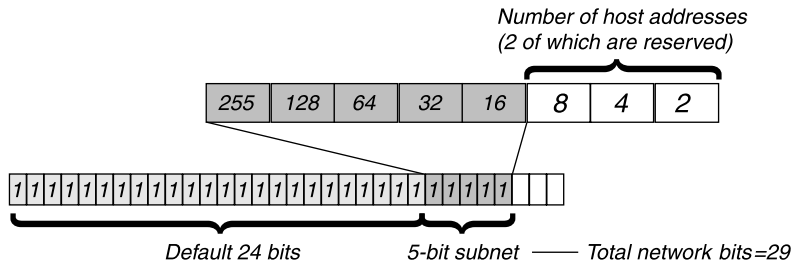 Number of host addresses
(2 of which are reserved)
255 128 64 32 16 8 4 2
1 1 1 1 1 1 1 1 1 1 1 1 1 1 1 1 1 1 1 1 1 1 1 1 1 1 1 1 1
Default 24 bits 5-bit subnet Total network bits=29